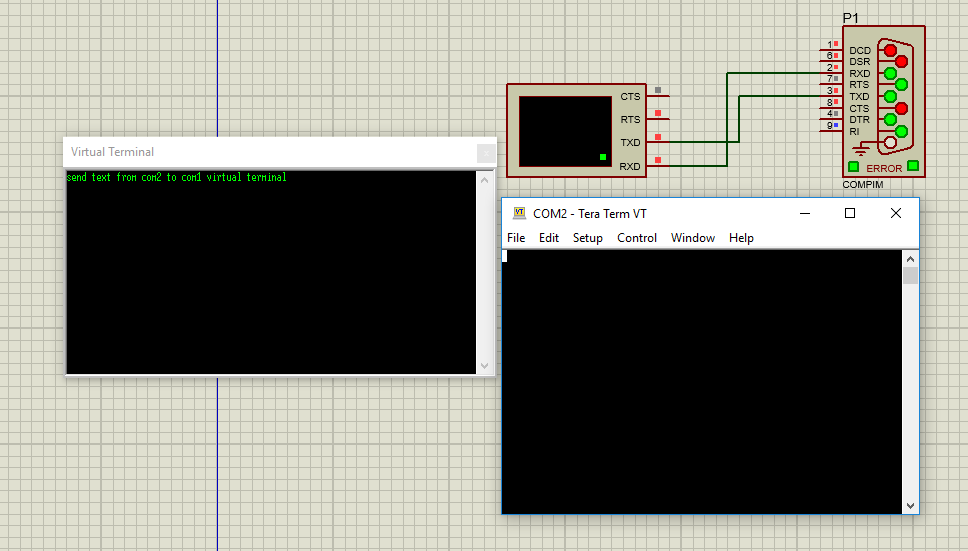 P1
1
DCD
6
DSR
2
RXD
7
RTS
3
TXD
8
CTS
4
DTR
9
RI
ERROR
COMPIM
CTS
RTS
TXD
RXD
Virtual Terminal
send text from com2 to com1 virtual terminal
VT
COM2 - Tera Term VT
File Edit Setup Control Window Help